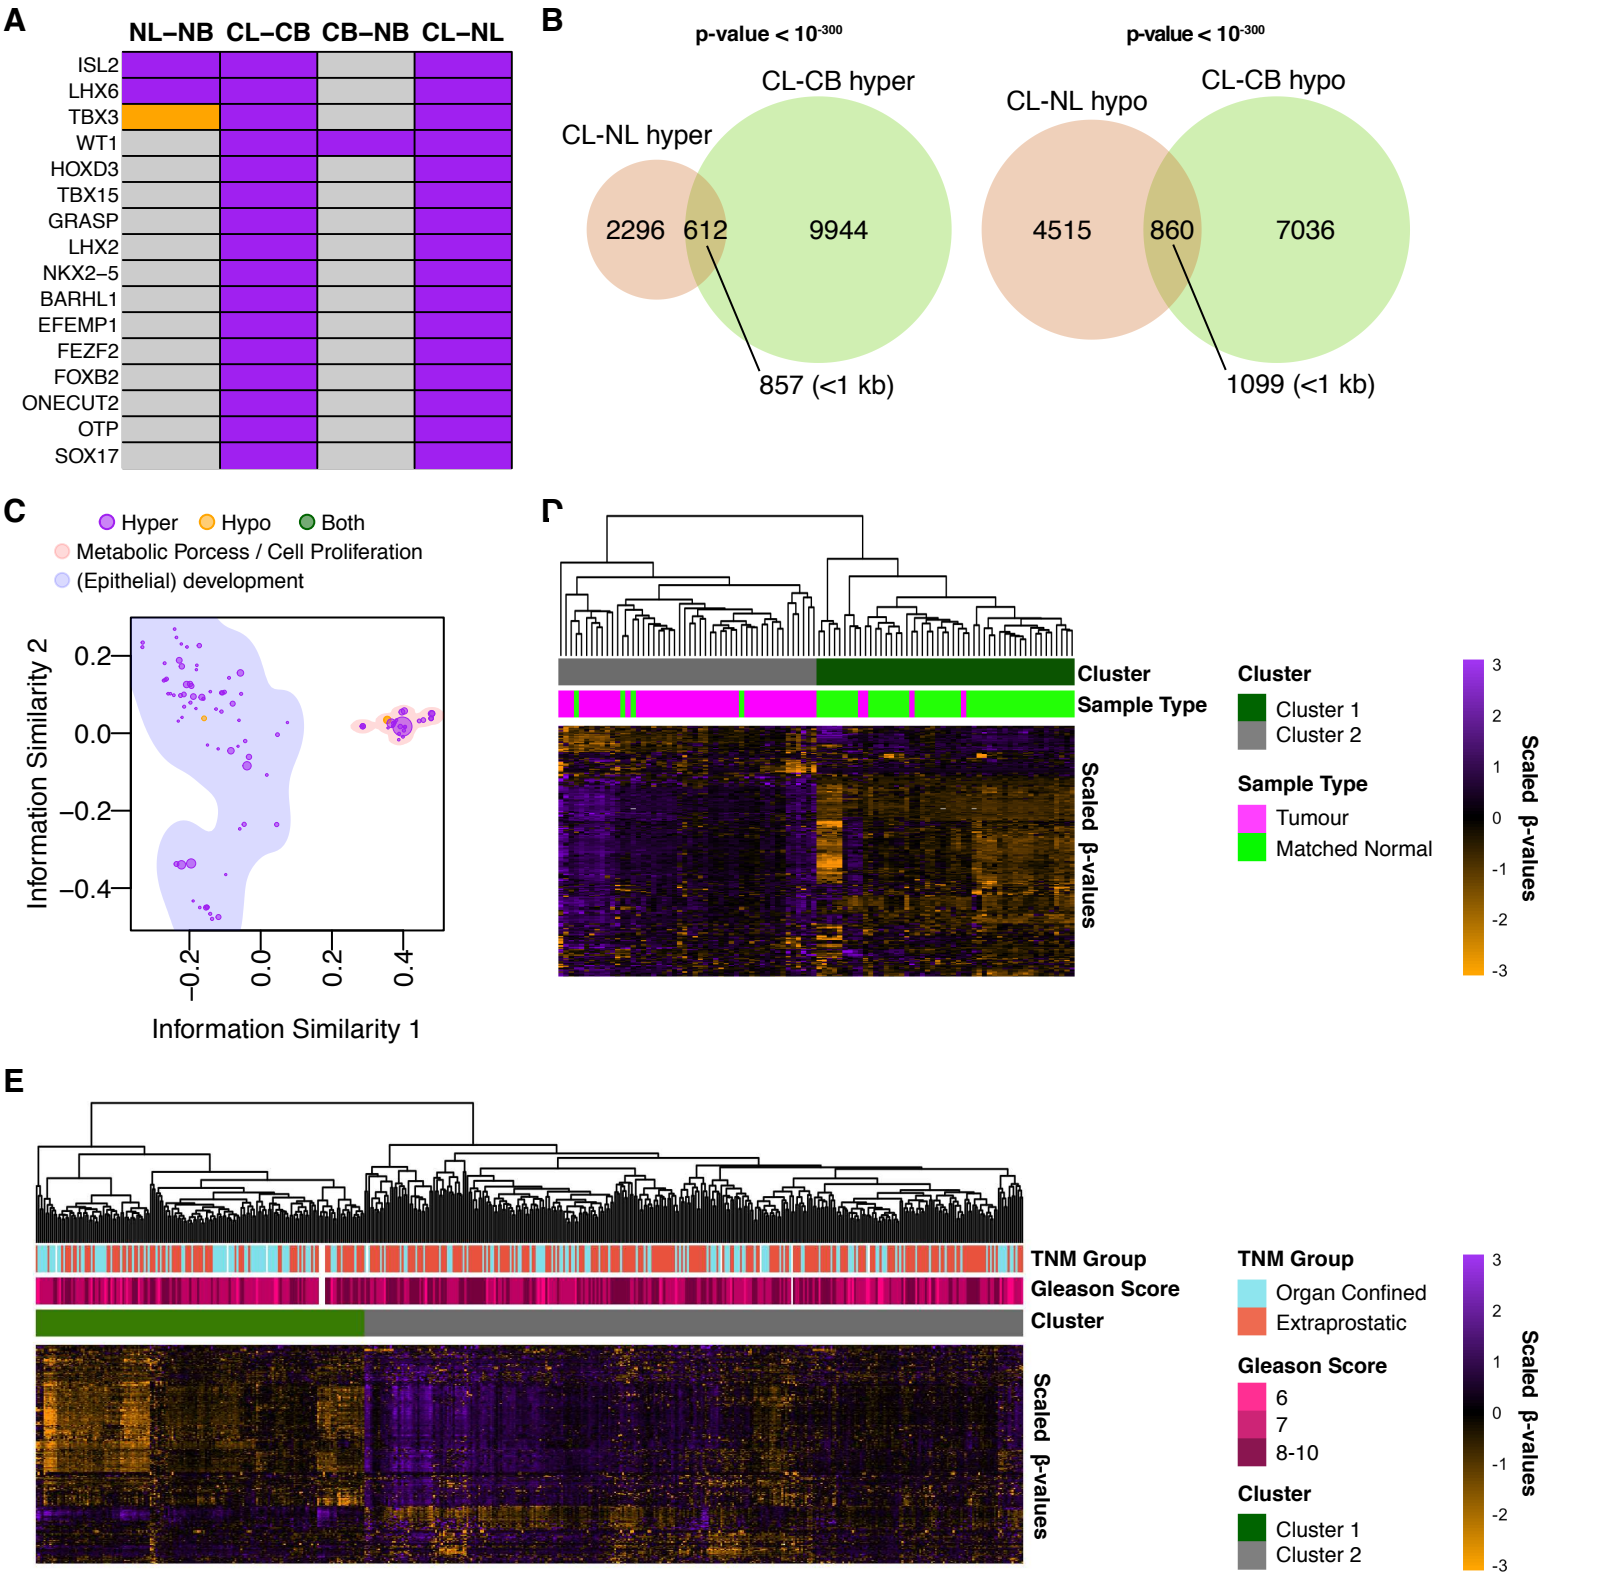 A
NL–NB CL–CB CB–NB CL–NL
ISL2
LHX6
TBX3
WT1
HOXD3
TBX15
GRASP
LHX2
NKX2–5
BARHL1
EFEMP1
FEZF2
FOXB2
ONECUT2
OTP
SOX17
B
p-value < 10-300
CL-CB hyper
CL-NL hyper
2296 612 9944
857 (<1 kb)
p-value < 10-300
CL-CB hypo
CL-NL hypo
4515 860 7036
1099 (<1 kb)
C
Hyper Hypo Both
Metabolic Porcess / Cell Proliferation
(Epithelial) development
Information Similarity 2
0.2
0.0
−0.2
−0.4
−0.2 0.0 0.2 0.4
Information Similarity 1
D
Cluster
Sample Type
Scaled β-values
Cluster
Cluster 1
Cluster 2
Sample Type
Tumour
Matched Normal
3
2
1
0
-1
-2
-3
Scaled β-values
E
TNM Group
Gleason Score
Cluster
Scaled β-values
TNM Group
Organ Confined
Extraprostatic
Gleason Score
6
7
8-10
Cluster
Cluster 1
Cluster 2
3
2
1
0
-1
-2
-3
Scaled β-values